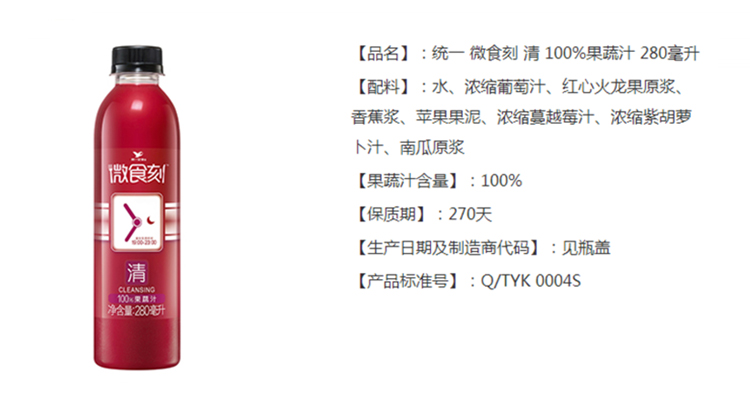 微食刻
19:00-23:00
清
CLEANSING
100%果蔬汁
净含量:280毫升
【品名】：统一 微食刻 清 100%果蔬汁 280毫升
【配料】：水、浓缩葡萄汁、红心火龙果原浆、
香蕉浆、苹果果泥、浓缩蔓越莓汁、浓缩紫胡萝
卜汁、南瓜原浆
【果蔬汁含量】：100%
【保质期】：270天
【生产日期及制造商代码】：见瓶盖
【产品标准号】：Q/TYK 0004S